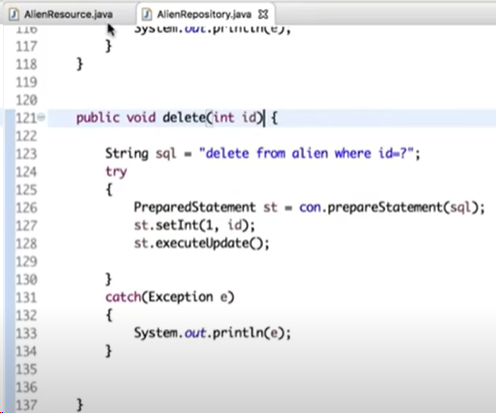 AlienResource.java AlienRepository.java
116 System.out.println(e);
117 }
118 }
119
120
121 public void delete(int id) {
122
123 String sql = "delete from alien where id=?";
124 try
125 {
126 PreparedStatement st = con.prepareStatement(sql);
127 st.setInt(1, id);
128 st.executeUpdate();
129
130 }
131 catch(Exception e)
132 {
133 System.out.println(e);
134 }
135
136
137 }